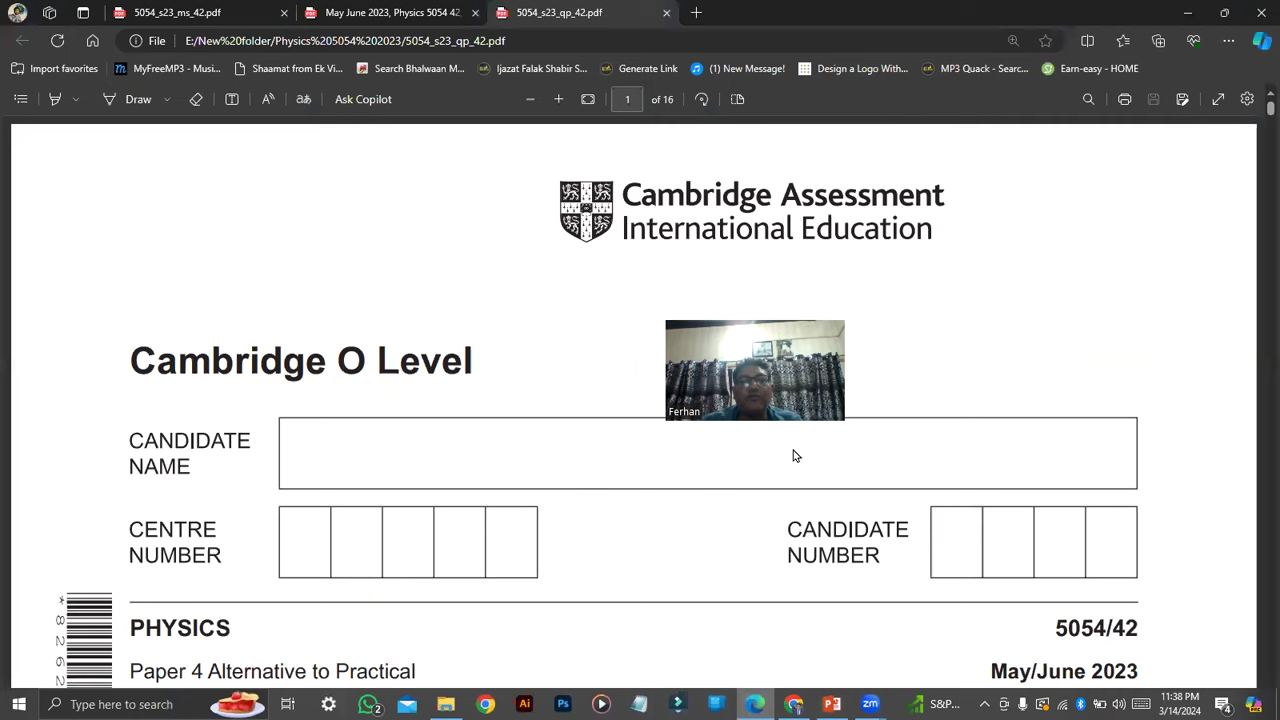 5054_s23_ms_42.pdf
May June 2023, Physics 5054 42
5054_s23_qp_42.pdf
File
E:/New%20folder/Physics%205054%202023/5054_s23_qp_42.pdf
Import favorites
MyFreeMP3 - Musi...
Shaamat from Ek Vi...
Search Bhalwaan M...
Ijazat Falak Shabir S...
Generate Link
(1) New Message!
Design a Logo With...
MP3 Quack - Searc...
Earn-easy - HOME
Draw
Ask Copilot
1 of 16
Cambridge Assessment
International Education
Cambridge O Level
Ferhan
CANDIDATE
NAME
CENTRE
NUMBER
CANDIDATE
NUMBER
PHYSICS
5054/42
Paper 4 Alternative to Practical
May/June 2023
Type here to search
S&P...
11:38 PM
3/14/2024